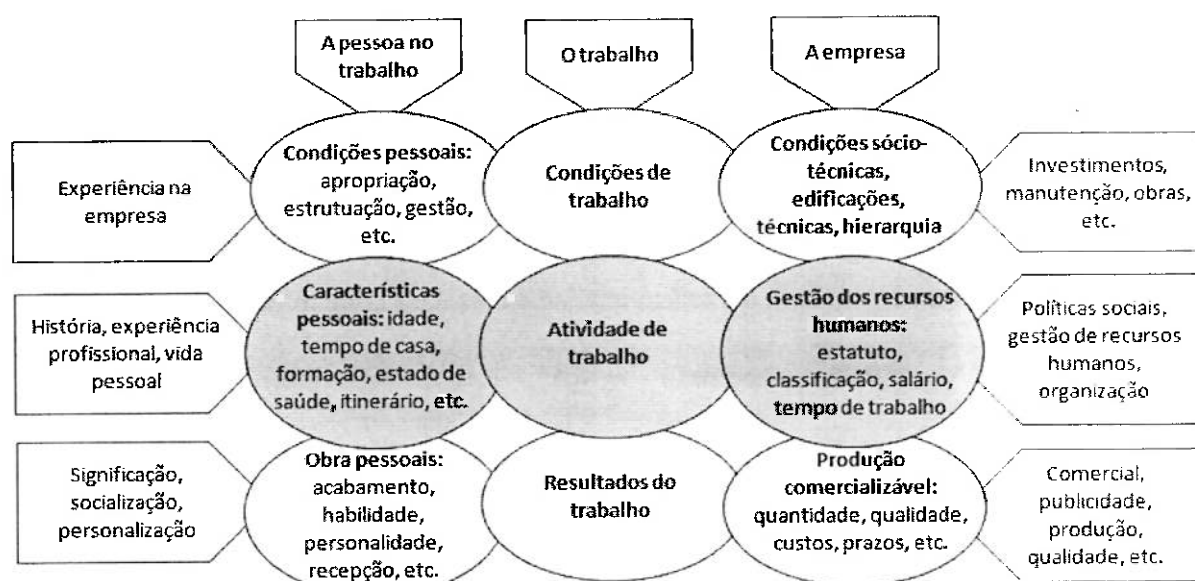 A pessoa no
trabalho
O trabalho
A empresa
Experiência na
empresa
Condições pessoais:
apropriação,
estrutuação, gestão,
etc.
Condições de
trabalho
Condições sócio-
técnicas,
edificações,
técnicas, hierarquia
Investimentos,
manutenção, obras,
etc.
História, experiência
profissional, vida
pessoal
Características
pessoais: idade,
tempo de casa,
formação, estado de
saúde, itinerário, etc.
Atividade de
trabalho
Gestão dos recursos
humanos:
estatuto,
classificação, salário,
tempo de trabalho
Políticas sociais,
gestão de recursos
humanos,
organização
Significação,
socialização,
personalização
Obra pessoais:
acabamento,
habilidade,
personalidade,
recepção, etc.
Resultados do
trabalho
Produção
comercializável:
quantidade, qualidade,
custos, prazos, etc.
Comercial,
publicidade,
produção,
qualidade, etc.